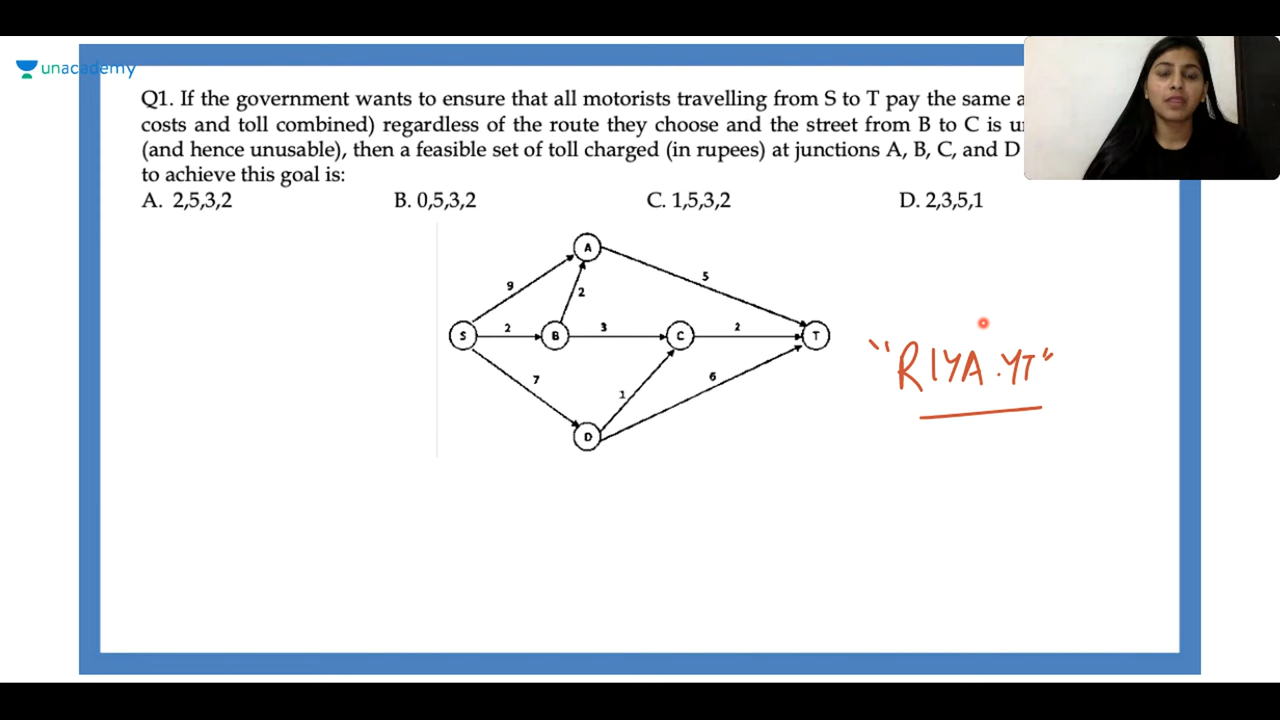 unacademy
Q1. If the government wants to ensure that all motorists travelling from S to T pay the same a
costs and toll combined) regardless of the route they choose and the street from B to C is u
(and hence unusable), then a feasible set of toll charged (in rupees) at junctions A, B, C, and D
to achieve this goal is:
A. 2,5,3,2 B. 0,5,3,2 C. 1,5,3,2 D. 2,3,5,1
A
9 2 5
S 2 B 3 C 2 T
7 1 6
D
"RIYA.YT"